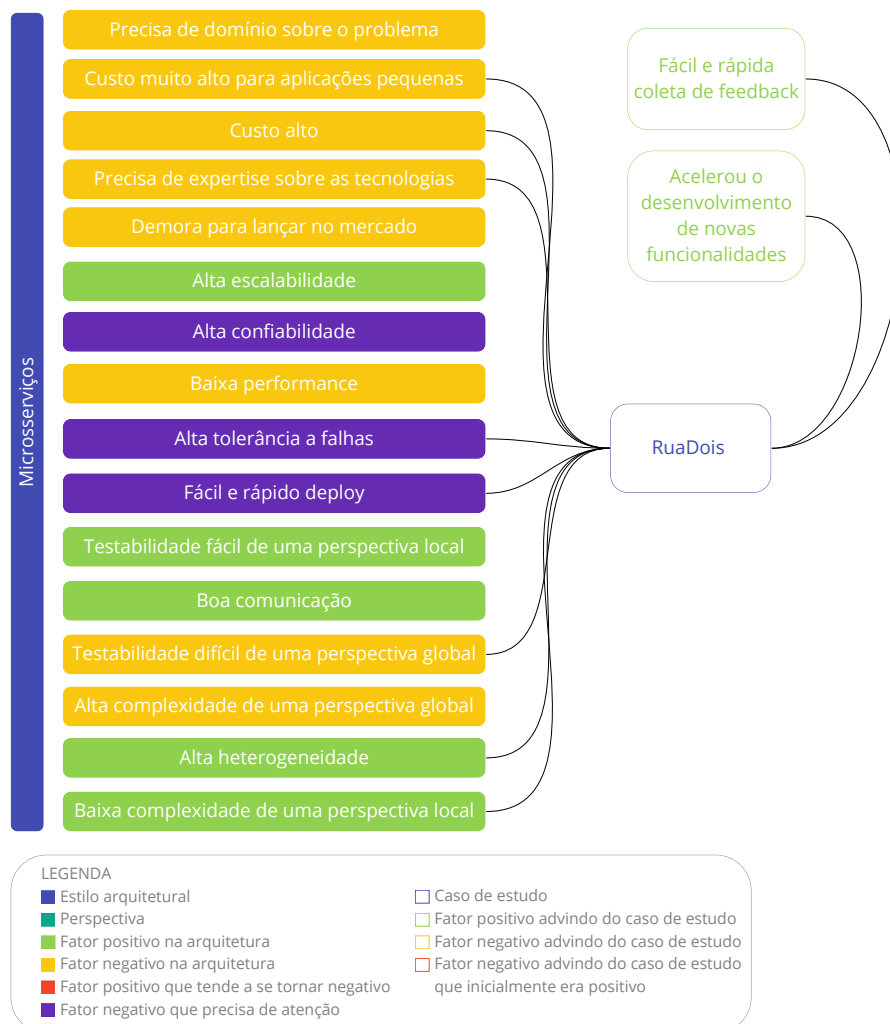 Microsserviços
Precisa de domínio sobre o problema
Custo muito alto para aplicações pequenas
Custo alto
Precisa de expertise sobre as tecnologias
Demora para lançar no mercado
Alta escalabilidade
Alta confiabilidade
Baixa performance
Alta tolerância a falhas
Fácil e rápido deploy
Testabilidade fácil de uma perspectiva local
Boa comunicação
Testabilidade difícil de uma perspectiva global
Alta complexidade de uma perspectiva global
Alta heterogeneidade
Baixa complexidade de uma perspectiva local
Fácil e rápida
coleta de feedback
Acelerou o
desenvolvimento
de novas
funcionalidades
RuaDois
LEGENDA
Estilo arquitetural
Perspectiva
Fator positivo na arquitetura
Fator negativo na arquitetura
Fator positivo que tende a se tornar negativo
Fator negativo que precisa de atenção
Caso de estudo
Fator positivo advindo do caso de estudo
Fator negativo advindo do caso de estudo
Fator negativo advindo do caso de estudo
que inicialmente era positivo